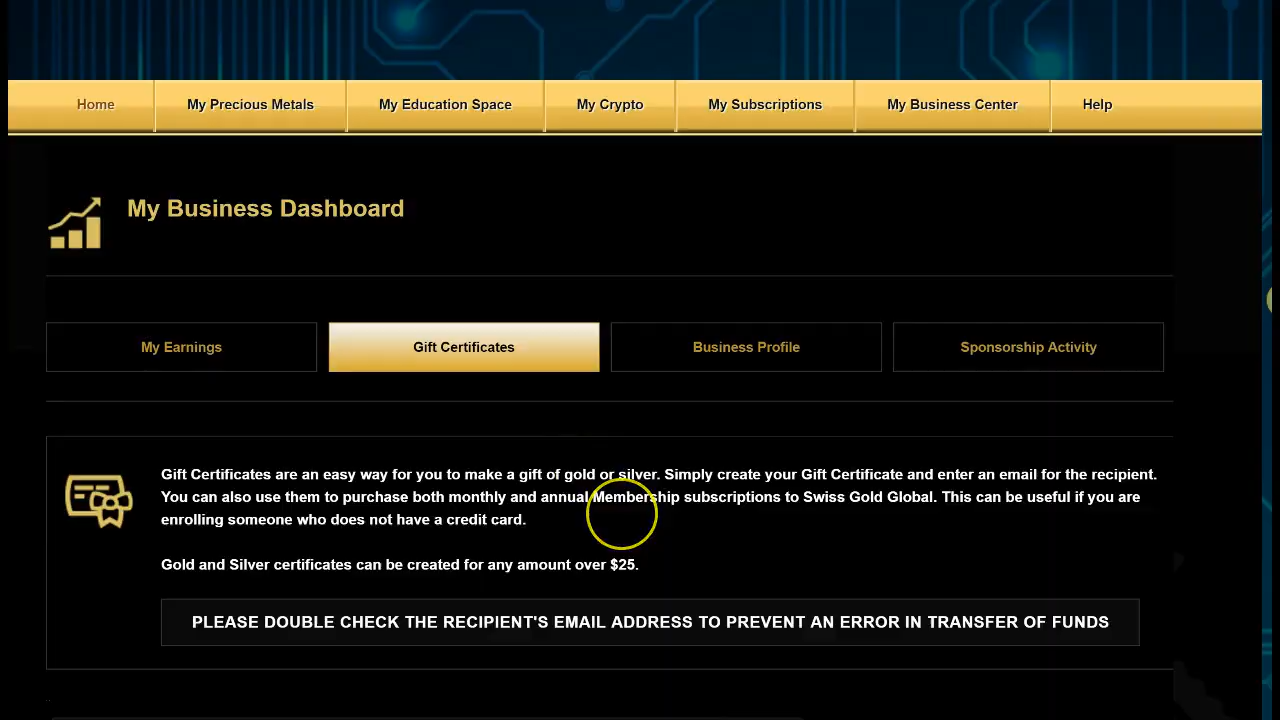 Home My Precious Metals My Education Space My Crypto My Subscriptions My Business Center Help
My Business Dashboard
My Earnings Gift Certificates Business Profile Sponsorship Activity
Gift Certificates are an easy way for you to make a gift of gold or silver. Simply create your Gift Certificate and enter an email for the recipient.
You can also use them to purchase both monthly and annual Membership subscriptions to Swiss Gold Global. This can be useful if you are
enrolling someone who does not have a credit card.
Gold and Silver certificates can be created for any amount over $25.
PLEASE DOUBLE CHECK THE RECIPIENT'S EMAIL ADDRESS TO PREVENT AN ERROR IN TRANSFER OF FUNDS